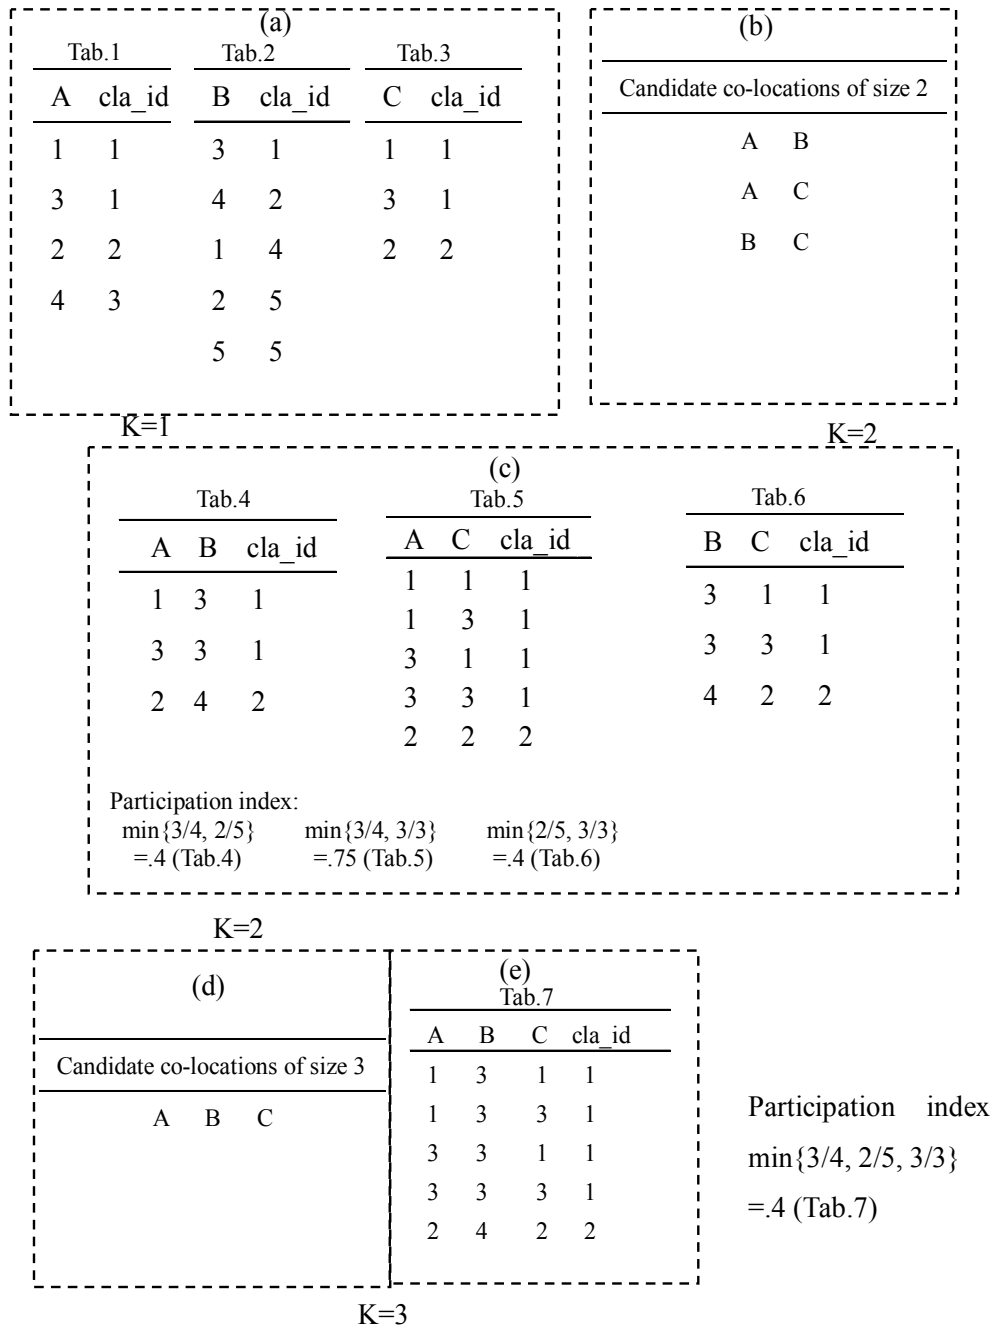 (a)
Tab.1 Tab.2 Tab.3
A cla_id B cla_id C cla_id
1 1 3 1 1 1
3 1 4 2 3 1
2 2 1 4 2 2
4 3 2 5
5 5
K=1
(b)
Candidate co-locations of size 2
A B
A C
B C
K=2
(c)
Tab.4 Tab.5 Tab.6
A B cla_id A C cla_id B C cla_id
1 3 1 1 1 1 3 1 1
3 3 1 1 3 1 3 3 1
2 4 2 3 1 1 4 2 2
3 3 1
2 2 2
Participation index:
min{3/4, 2/5} min{3/4, 3/3} min{2/5, 3/3}
=.4 (Tab.4) =.75 (Tab.5) =.4 (Tab.6)
K=2
(d)
Candidate co-locations of size 3
A B C
(e)
Tab.7
A B C cla_id
1 3 1 1
1 3 3 1
3 3 1 1
3 3 3 1
2 4 2 2
Participation index
min{3/4, 2/5, 3/3}
=.4 (Tab.7)
K=3